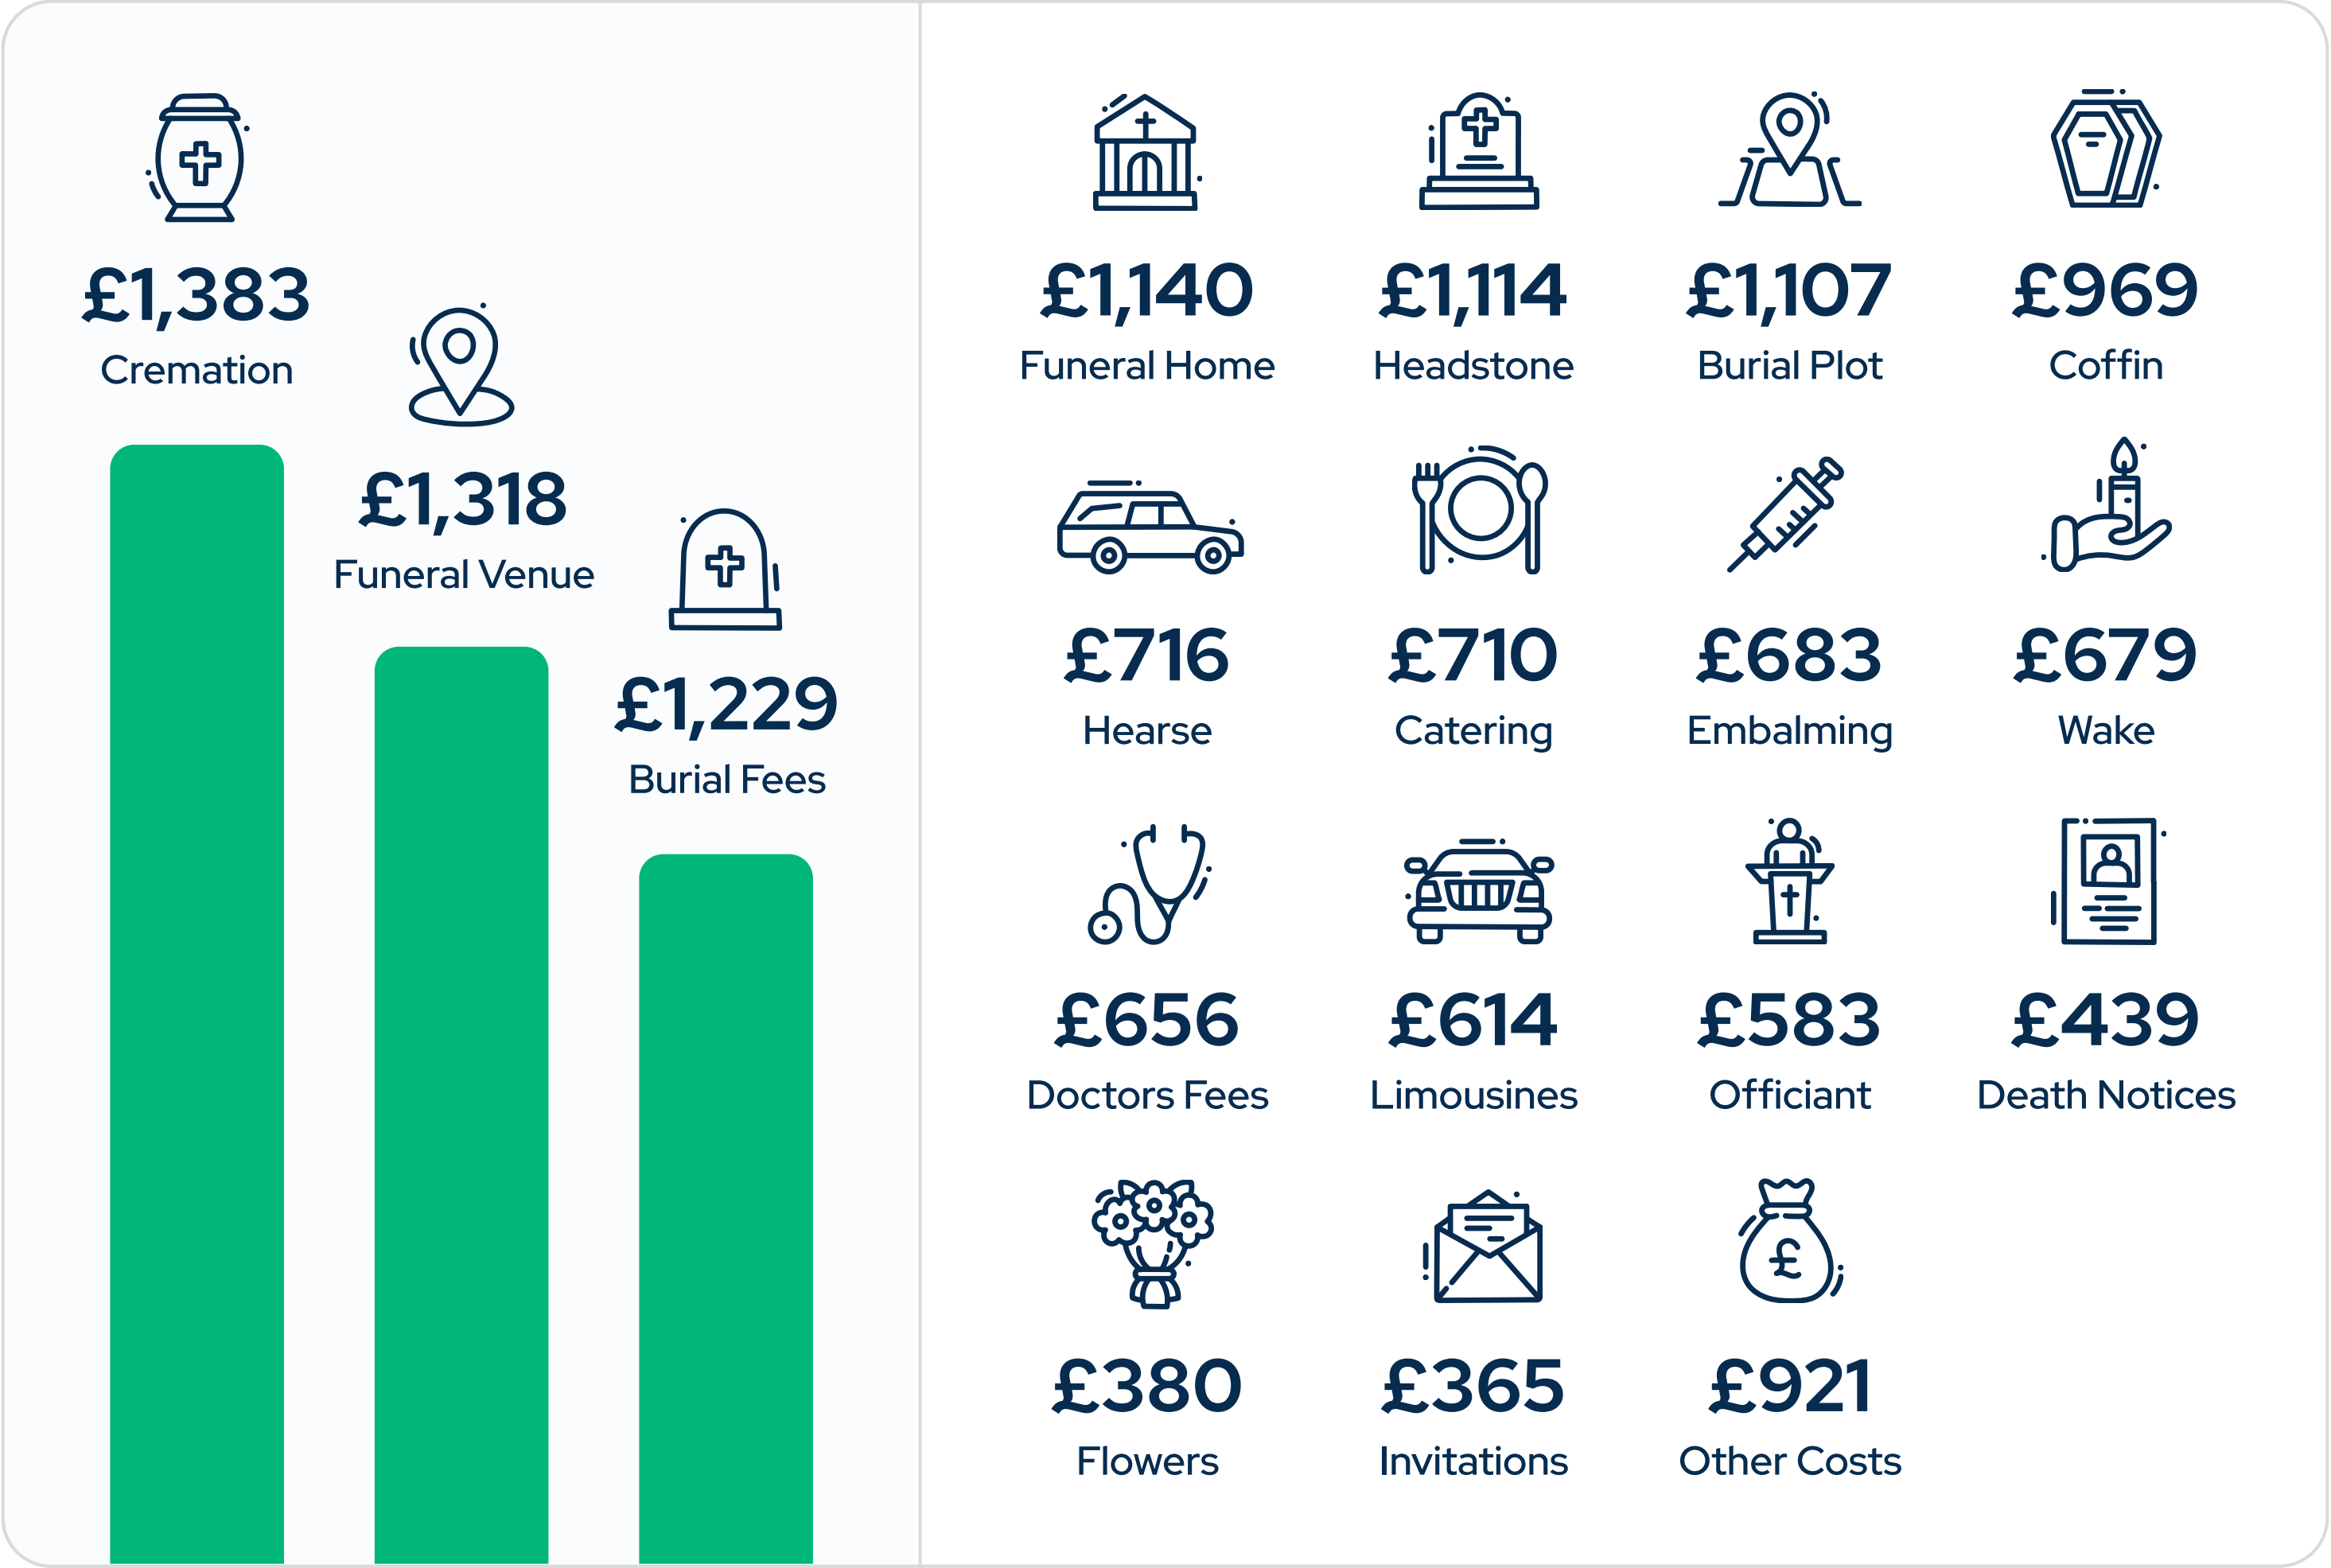 £1,383
Cremation
£1,318
Funeral Venue
£1,229
Burial Fees
£1,140
Funeral Home
£1,114
Headstone
£1,107
Burial Plot
£969
Coffin
£716
Hearse
£710
Catering
£683
Embalming
£679
Wake
£656
Doctors Fees
£614
Limousines
£583
Officiant
£439
Death Notices
£380
Flowers
£365
Invitations
£
£921
Other Costs